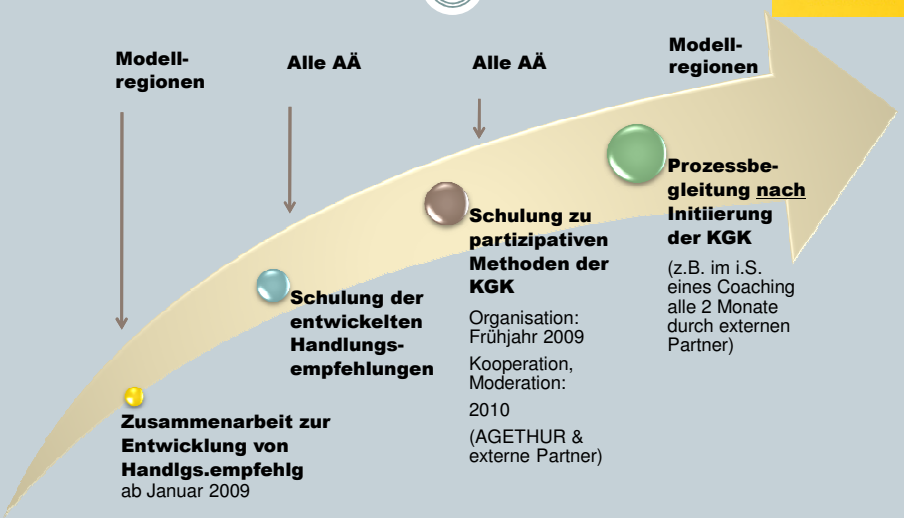 Modell-
regionen
Alle AÄ
Alle AÄ
Modell-
regionen
Zusammenarbeit zur
Entwicklung von
Handlgs.empfehlg
ab Januar 2009
Schulung der
entwickelten
Handlungs-
empfehlungen
Schulung zu
partizipativen
Methoden der
KGK
Organisation:
Frühjahr 2009
Kooperation,
Moderation:
2010
(AGETHUR &
externe Partner)
Prozessbe-
gleitung nach
Initiierung
der KGK
(z.B. im i.S.
eines Coaching
alle 2 Monate
durch externen
Partner)